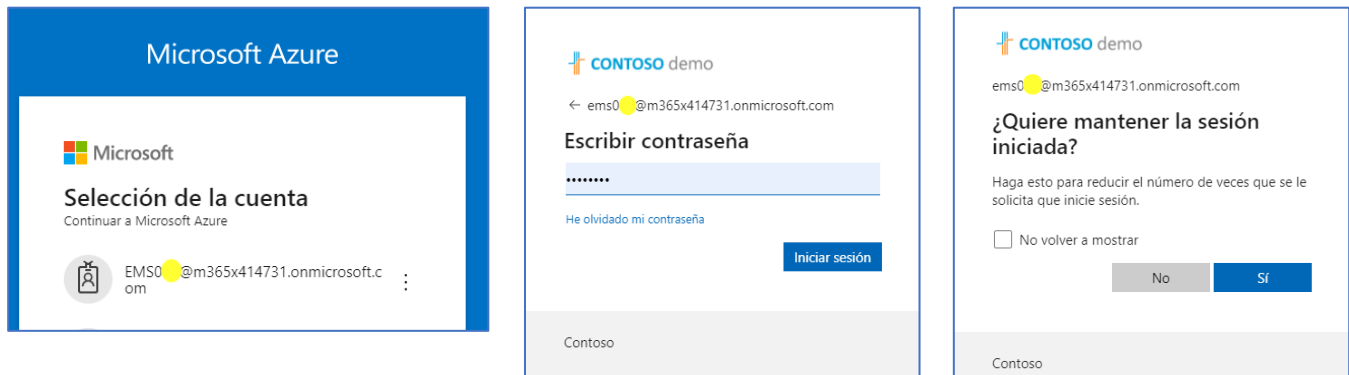 Microsoft Azure
Microsoft
Selección de la cuenta
Continuar a Microsoft Azure
EMS0 @m365x414731.onmicrosoft.c
om
CONTOSO demo
← ems0 @m365x414731.onmicrosoft.com
Escribir contraseña
••••••••
He olvidado mi contraseña
Iniciar sesión
Contoso
CONTOSO demo
ems0 @m365x414731.onmicrosoft.com
¿Quiere mantener la sesión
iniciada?
Haga esto para reducir el número de veces que se le
solicita que inicie sesión.
No volver a mostrar
No
Sí
Contoso